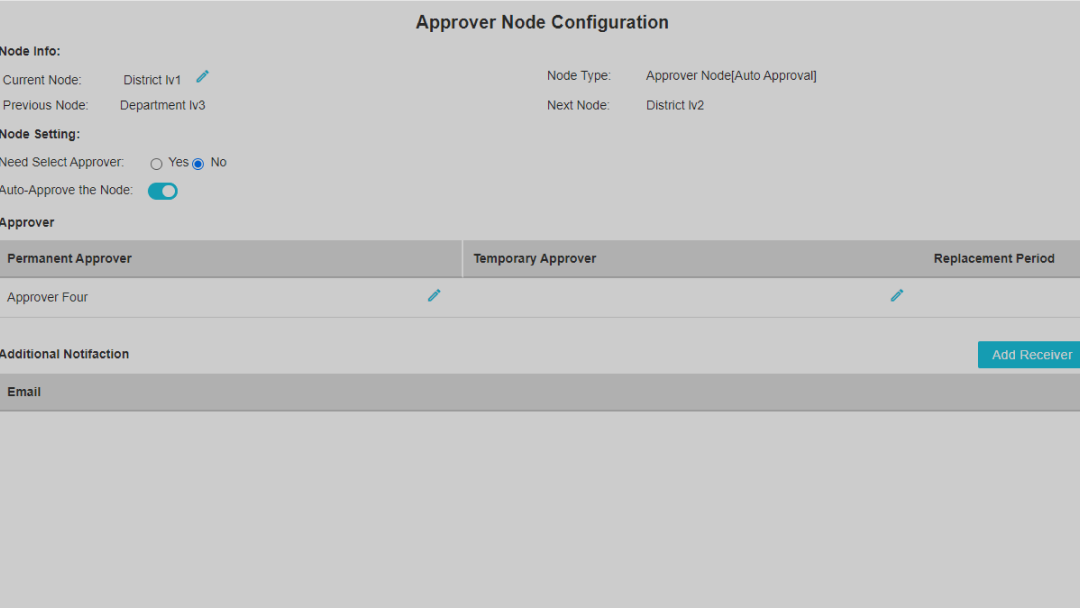 Approver Node Configuration
Node Info:
Current Node: District lv1
Node Type: Approver Node[Auto Approval]
Previous Node: Department lv3
Next Node: District lv2
Node Setting:
Need Select Approver: Yes No
Auto-Approve the Node:
Approver
Permanent Approver Temporary Approver Replacement Period
Approver Four
Additional Notifaction
Add Receiver
Email